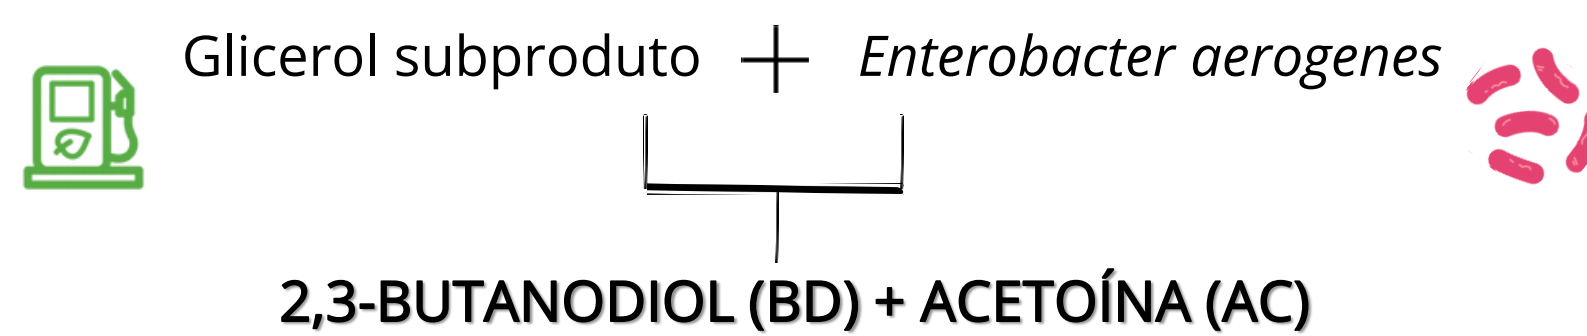 Glicerol subproduto + Enterobacter aerogenes
2,3-BUTANODIOL (BD) + ACETOÍNA (AC)